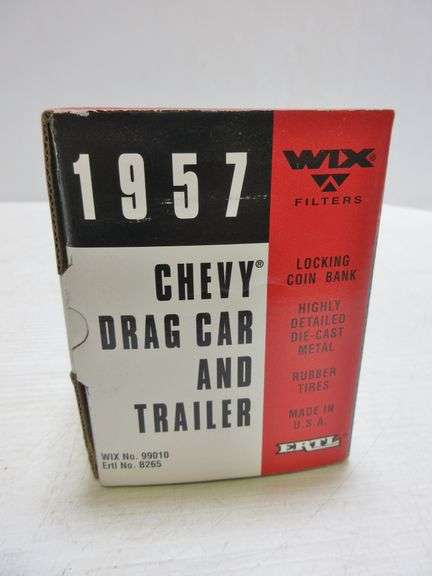 1957
CHEVY®
DRAG CAR
AND
TRAILER
WIX No. 99010
Ertl No. B265
WIX®
FILTERS
LOCKING
COIN BANK
HIGHLY
DETAILED
DIE-CAST
METAL
RUBBER
TIRES
MADE IN
U.S.A.
ERTL